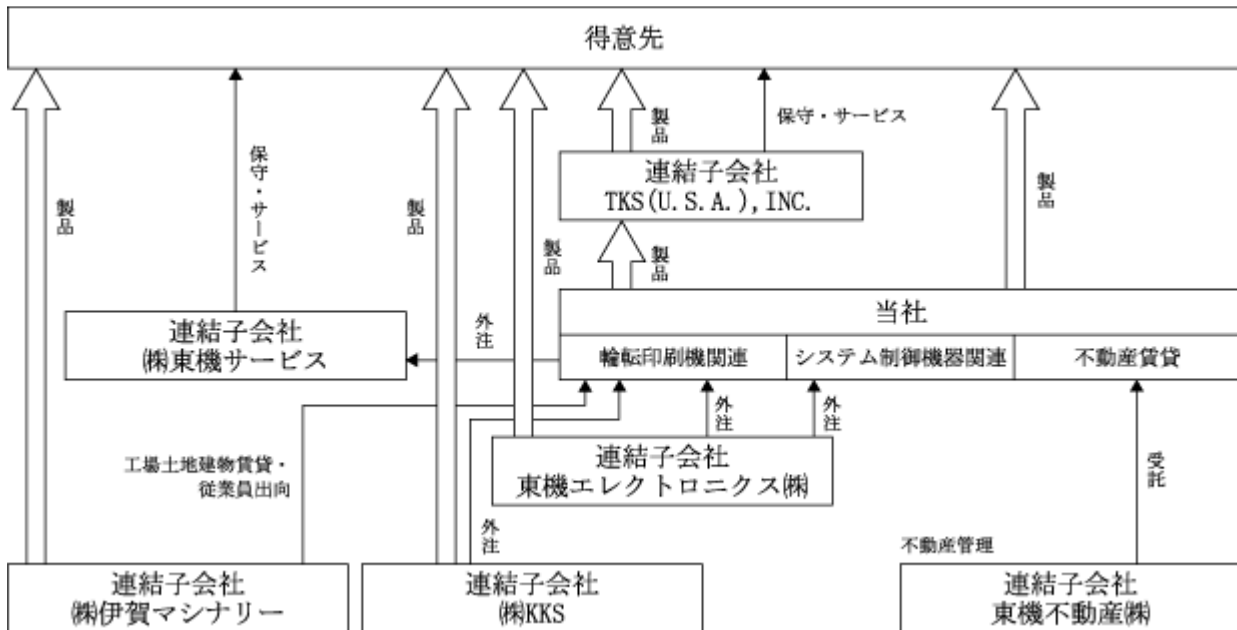 得意先
製品
保守・サービス
製品
製品
製品
保守・サービス
製品
連結子会社
TKS(U.S.A.),INC.
製品
連結子会社
㈱東機サービス
外注
当社
輪転印刷機関連
システム制御機器関連
不動産賃貸
外注
外注
連結子会社
東機エレクトロニクス㈱
工場土地建物賃貸・
従業員出向
外注
受託
不動産管理
連結子会社
㈱伊賀マシナリー
連結子会社
㈱KKS
連結子会社
東機不動産㈱